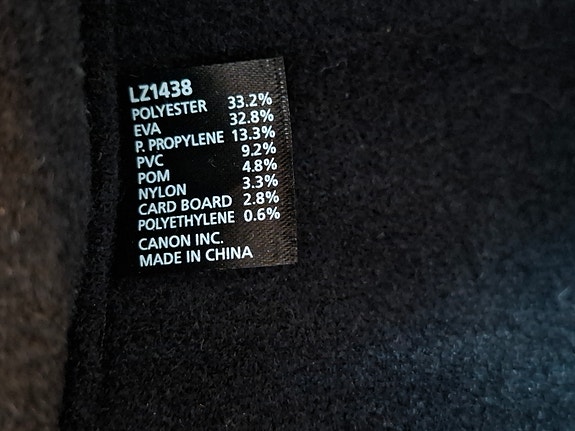 LZ1438
POLYESTER 33.2%
EVA 32.8%
P. PROPYLENE 13.3%
PVC 9.2%
POM 4.8%
NYLON 3.3%
CARD BOARD 2.8%
POLYETHYLENE 0.6%
CANON INC.
MADE IN CHINA